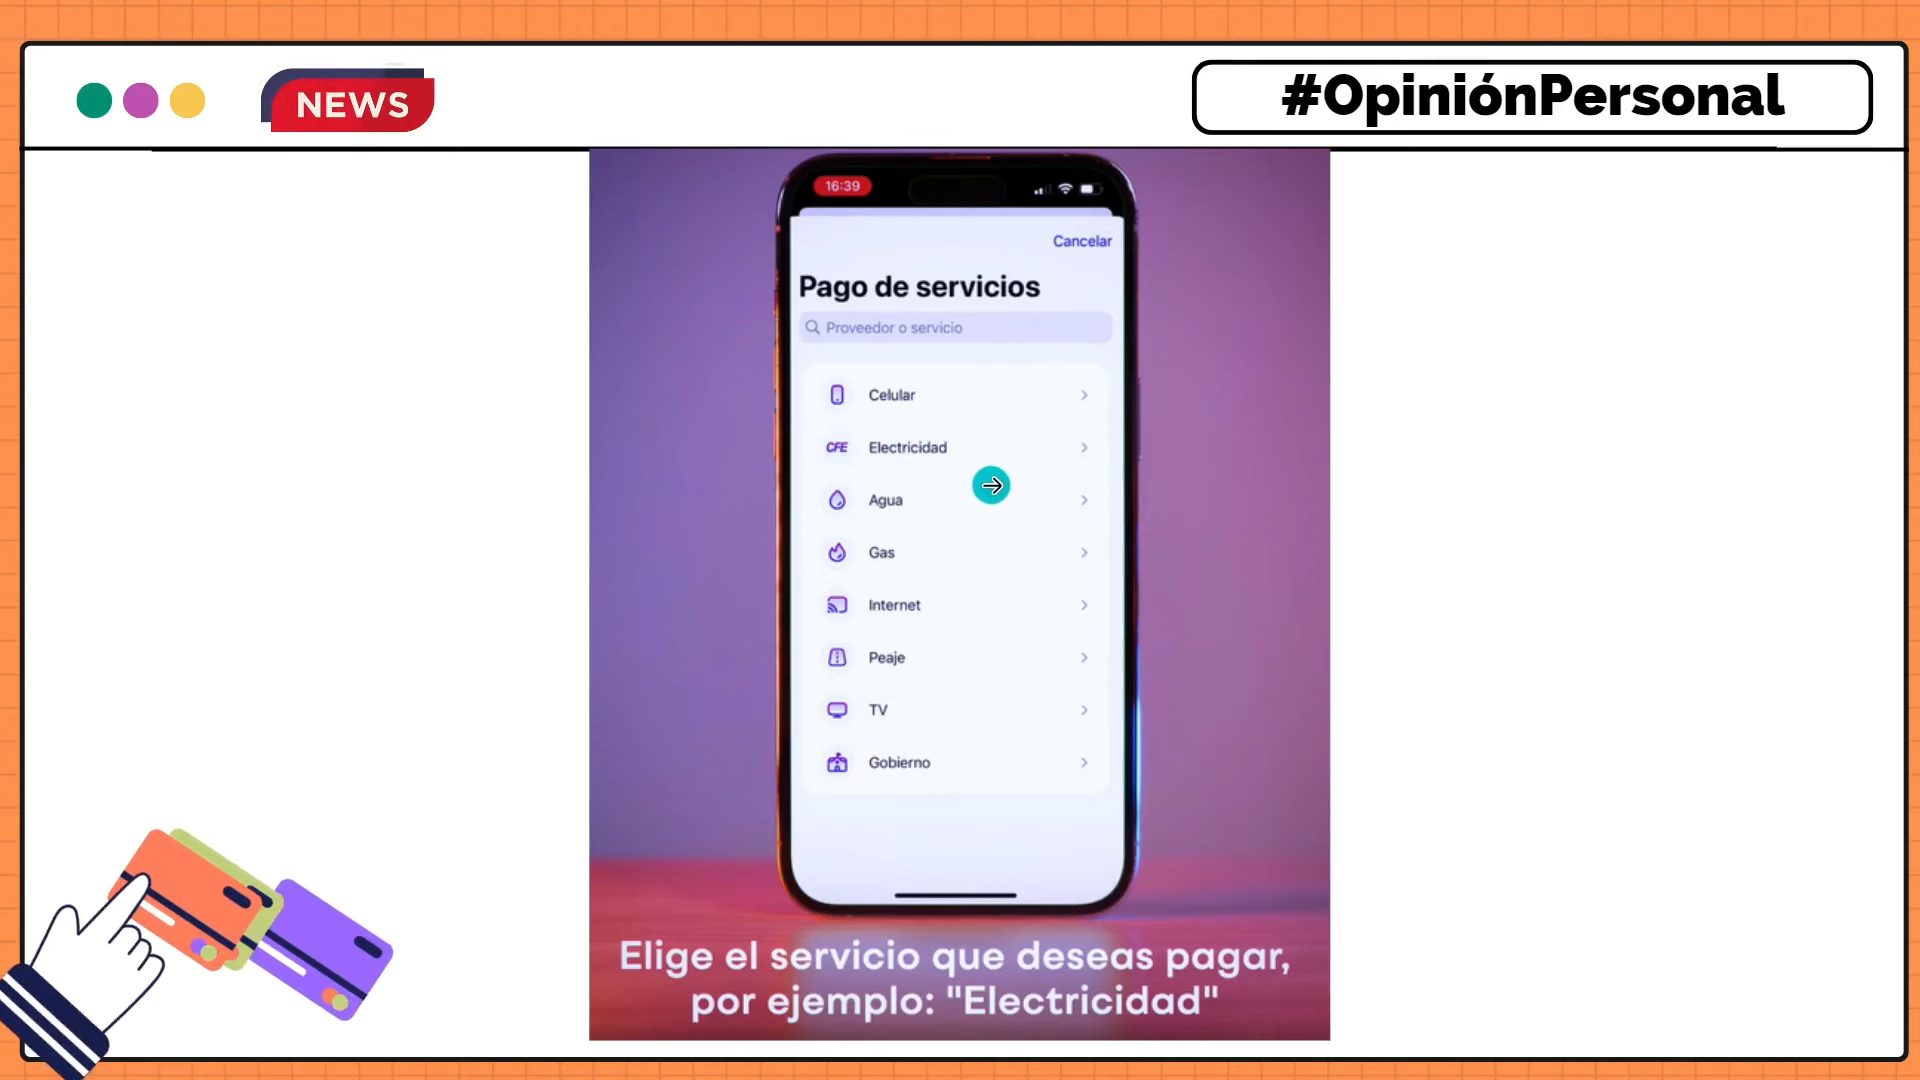 NEWS
#OpiniónPersonal
16:39
Cancelar
Pago de servicios
Proveedor o servicio
Celular
CFE Electricidad
Agua
Gas
Internet
Peaje
TV
Gobierno
Elige el servicio que deseas pagar,
por ejemplo: "Electricidad"